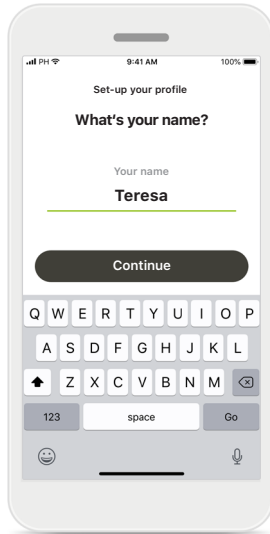 PH 9:41 AM 100%
Set-up your profile
What's your name?
Your name
Teresa
Continue
Q W E R T Y U I O P
A S D F G H J K L
Z X C V B N M
123 space Go